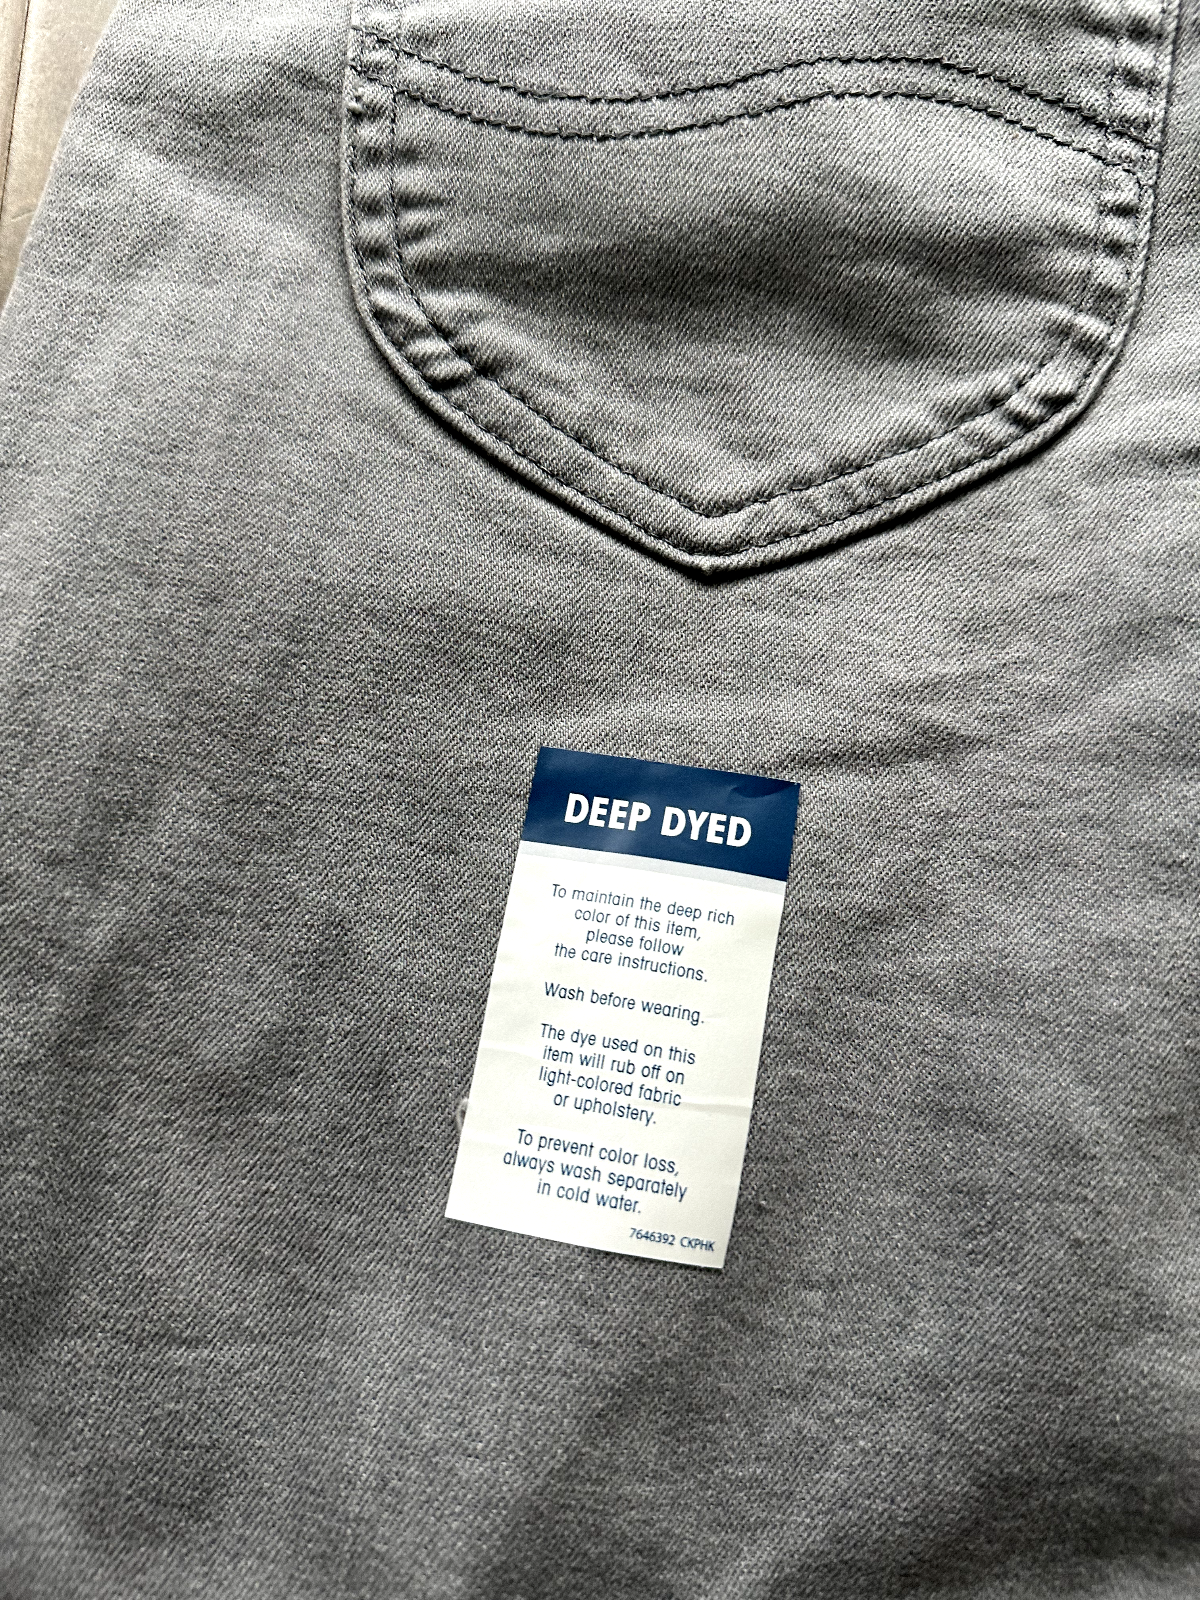 DEEP DYED
To maintain the deep rich
color of this item,
please follow
the care instructions.
Wash before wearing.
The dye used on this
item will rub off on
light-colored fabric
or upholstery.
To prevent color loss,
always wash separately
in cold water.
7646392 CKPHK